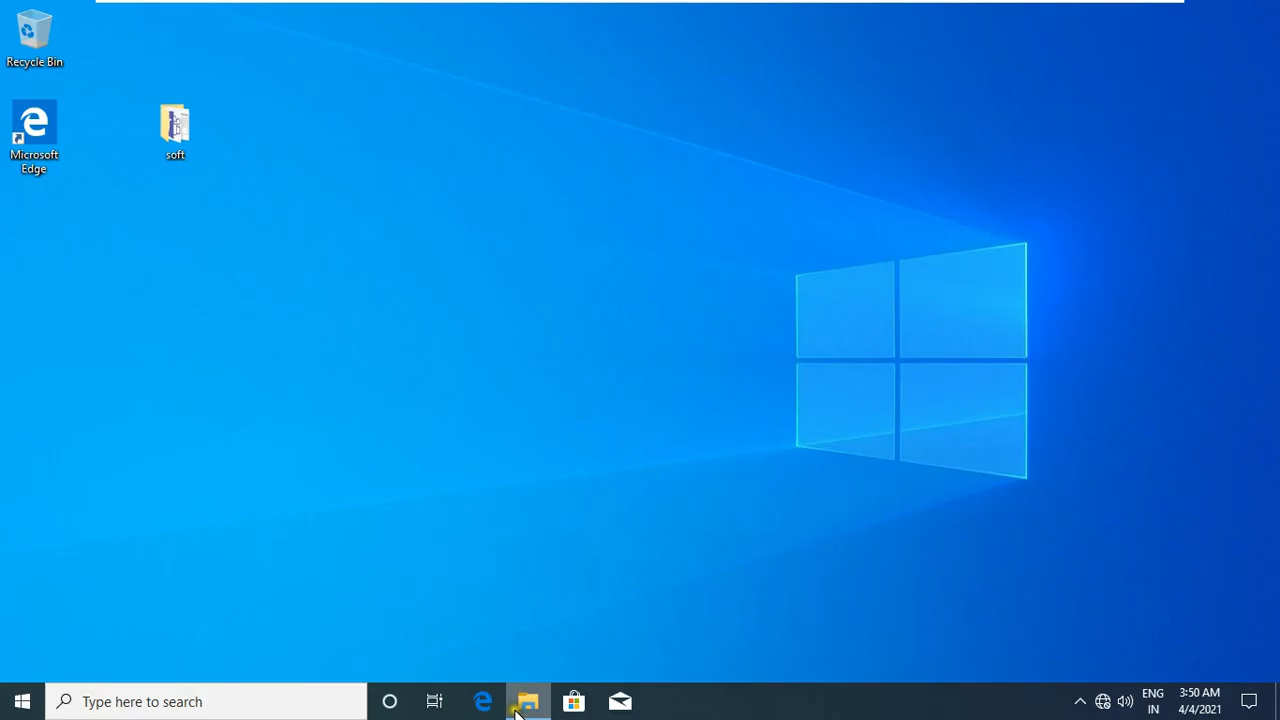 Recycle Bin
Microsoft
Edge
soft
Type here to search
ENG
IN
3:50 AM
4/4/2021